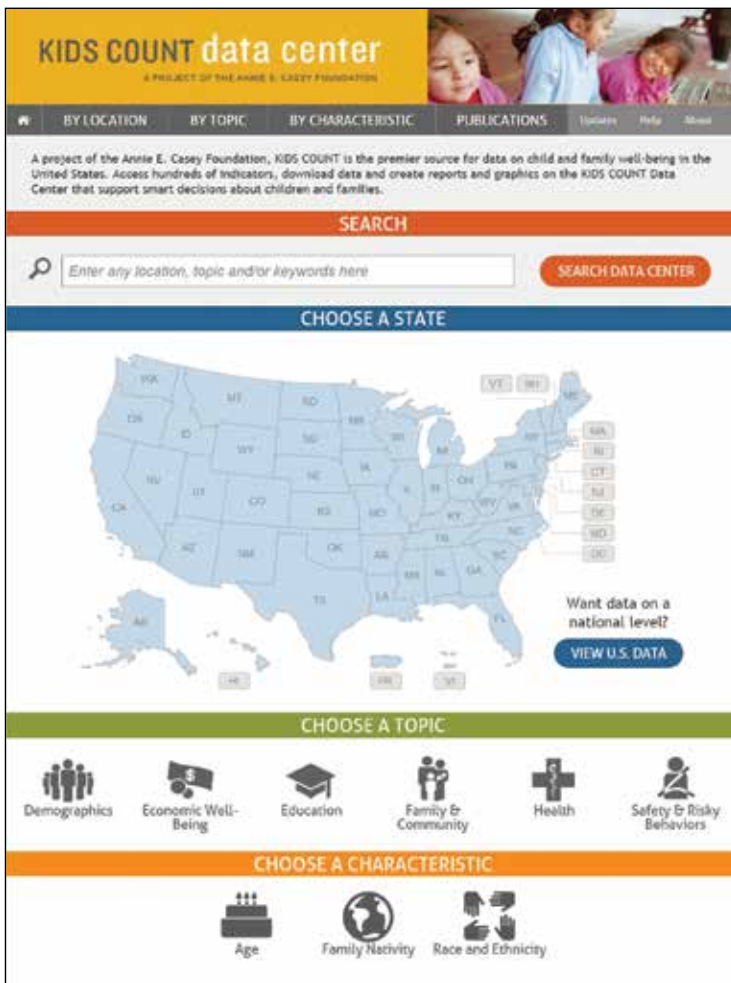 KIDS COUNT data center
A PROJECT OF THE ANNIE E. CASEY FOUNDATION
BY LOCATION BY TOPIC BY CHARACTERISTIC PUBLICATIONS Updates Help About
A project of the Annie E. Casey Foundation, KIDS COUNT is the premier source for data on child and family well-being in the
United States. Access hundreds of indicators, download data and create reports and graphics on the KIDS COUNT Data
Center that support smart decisions about children and families.
SEARCH
Enter any location, topic and/or keywords here
SEARCH DATA CENTER
CHOOSE A STATE
WA MT ND VT NH ME
OR ID SD MN WI MI NY MA
WY RI
NV UT NE IA PA CT
CA CO IL IN OH NJ
KS MO WV VA DE
KY MD
AZ NM OK AR TN NC DC
MS AL GA SC
TX LA
FL
AK
HI PR VI
Want data on a
national level?
VIEW U.S. DATA
CHOOSE A TOPIC
Demographics
Economic Well-
Being
Education
Family &
Community
Health
Safety & Risky
Behaviors
CHOOSE A CHARACTERISTIC
Age
Family Nativity
Race and Ethnicity